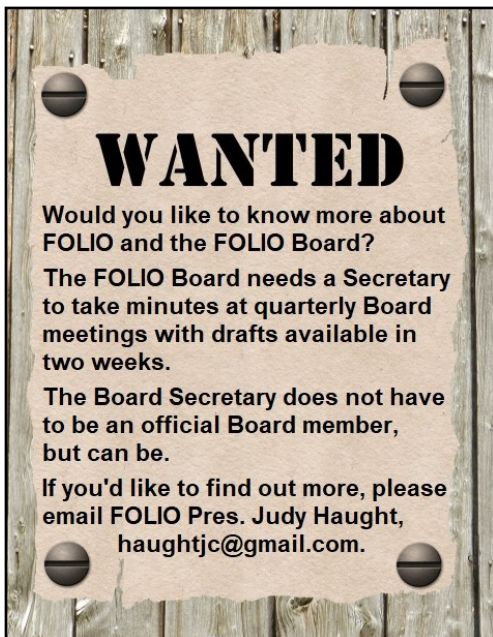 WANTED
Would you like to know more about
FOLIO and the FOLIO Board?
The FOLIO Board needs a Secretary
to take minutes at quarterly Board
meetings with drafts available in
two weeks.
The Board Secretary does not have
to be an official Board member,
but can be.
If you'd like to find out more, please
email FOLIO Pres. Judy Haught,
haughtjc@gmail.com.